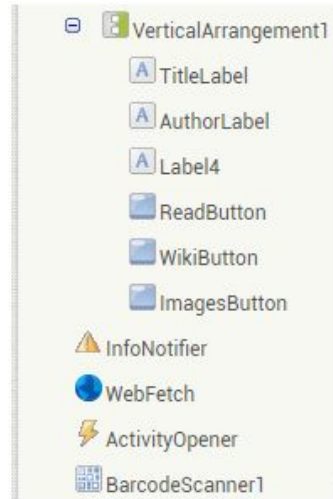 VerticalArrangement1
A TitleLabel
A AuthorLabel
A Label4
ReadButton
WikiButton
ImagesButton
InfoNotifier
WebFetch
ActivityOpener
BarcodeScanner1